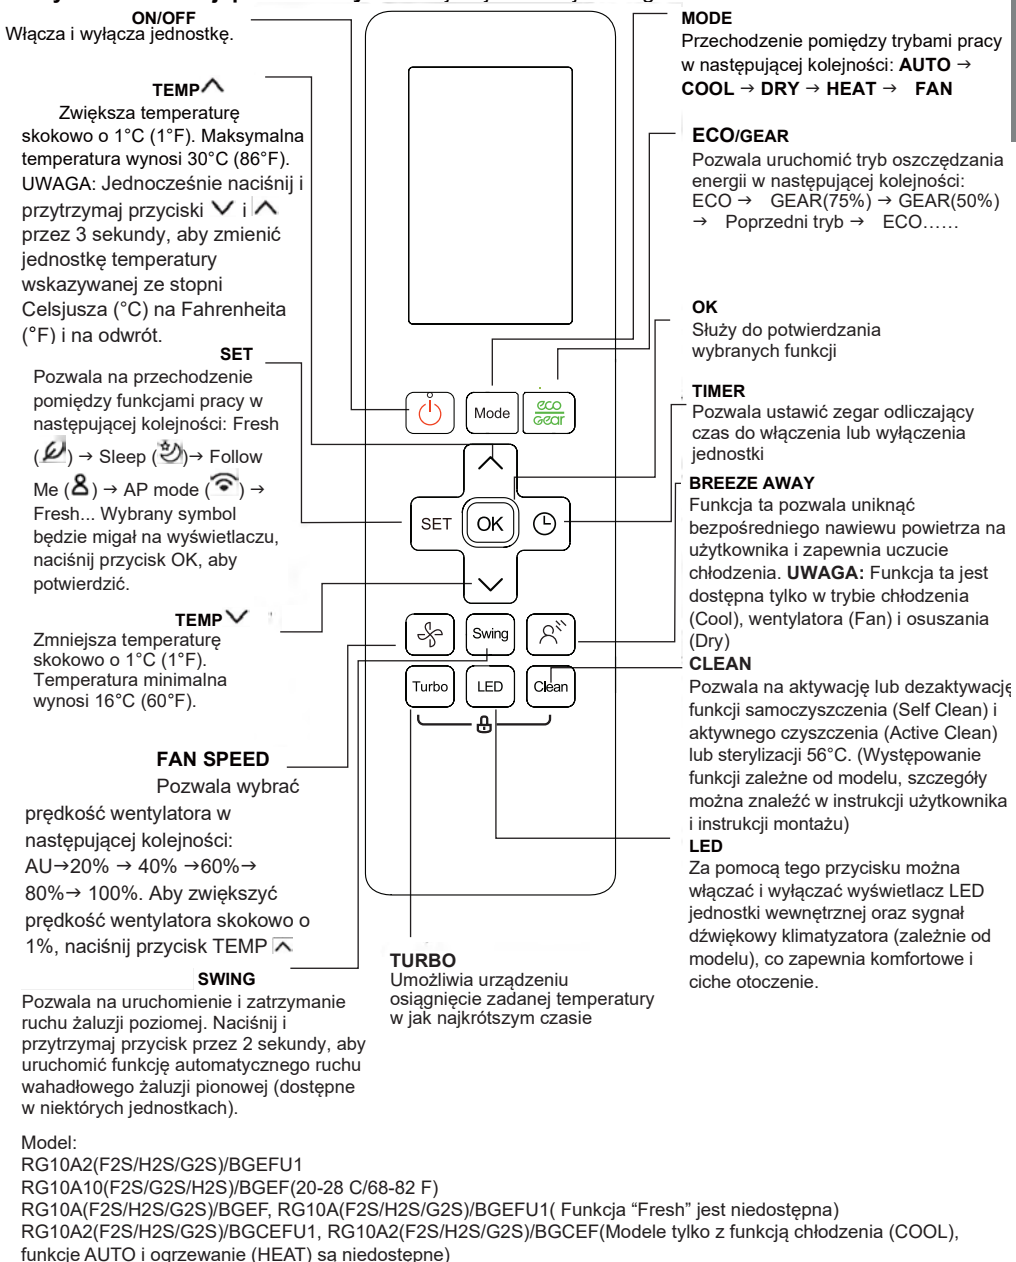 ON/OFF
Włącza i wyłącza jednostkę.
TEMP
Zwiększa temperaturę
skokowo o 1°C (1°F). Maksymalna
temperatura wynosi 30°C (86°F).
UWAGA: Jednocześnie naciśnij i
przytrzymaj przyciski i
przez 3 sekundy, aby zmienić
jednostkę temperatury
wskazywanej ze stopni
Celsjusza (°C) na Fahrenheita
(°F) i na odwrót.
SET
Pozwala na przechodzenie
pomiędzy funkcjami pracy w
następującej kolejności: Fresh
( ) → Sleep ( )→ Follow
Me ( ) → AP mode ( ) →
Fresh... Wybrany symbol
będzie migał na wyświetlaczu,
naciśnij przycisk OK, aby
potwierdzić.
TEMP
Zmniejsza temperaturę
skokowo o 1°C (1°F).
Temperatura minimalna
wynosi 16°C (60°F).
FAN SPEED
Pozwala wybrać
prędkość wentylatora w
następującej kolejności:
AU→20% → 40% →60%→
80%→ 100%. Aby zwiększyć
prędkość wentylatora skokowo o
1%, naciśnij przycisk TEMP
SWING
Pozwala na uruchomienie i zatrzymanie
ruchu żaluzji poziomej. Naciśnij i
przytrzymaj przycisk przez 2 sekundy, aby
uruchomić funkcję automatycznego ruchu
wahadłowego żaluzji pionowej (dostępne
w niektórych jednostkach).
Mode
eco
Gear
SET
OK
Swing
Turbo
LED
Clean
TURBO
Umożliwia urządzeniu
osiągnięcie zadanej temperatury
w jak najkrótszym czasie
MODE
Przechodzenie pomiędzy trybami pracy
w następującej kolejności: AUTO →
COOL → DRY → HEAT → FAN
ECO/GEAR
Pozwala uruchomić tryb oszczędzania
energii w następującej kolejności:
ECO → GEAR(75%) → GEAR(50%)
→ Poprzedni tryb → ECO……
OK
Służy do potwierdzania
wybranych funkcji
TIMER
Pozwala ustawić zegar odliczający
czas do włączenia lub wyłączenia
jednostki
BREEZE AWAY
Funkcja ta pozwala uniknąć
bezpośredniego nawiewu powietrza na
użytkownika i zapewnia uczucie
chłodzenia. UWAGA: Funkcja ta jest
dostępna tylko w trybie chłodzenia
(Cool), wentylatora (Fan) i osuszania
(Dry)
CLEAN
Pozwala na aktywację lub dezaktywację
funkcji samoczyszczenia (Self Clean) i
aktywnego czyszczenia (Active Clean)
lub sterylizacji 56°C. (Występowanie
funkcji zależne od modelu, szczegóły
można znaleźć w instrukcji użytkownika
i instrukcji montażu)
LED
Za pomocą tego przycisku można
włączać i wyłączać wyświetlacz LED
jednostki wewnętrznej oraz sygnał
dźwiękowy klimatyzatora (zależnie od
modelu), co zapewnia komfortowe i
ciche otoczenie.
Model:
RG10A2(F2S/H2S/G2S)/BGEFU1
RG10A10(F2S/G2S/H2S)/BGEF(20-28 C/68-82 F)
RG10A(F2S/H2S/G2S)/BGEF, RG10A(F2S/H2S/G2S)/BGEFU1( Funkcja “Fresh” jest niedostępna)
RG10A2(F2S/H2S/G2S)/BGCEFU1, RG10A2(F2S/H2S/G2S)/BGCEF(Modele tylko z funkcją chłodzenia (COOL),
funkcje AUTO i ogrzewanie (HEAT) są niedostępne)